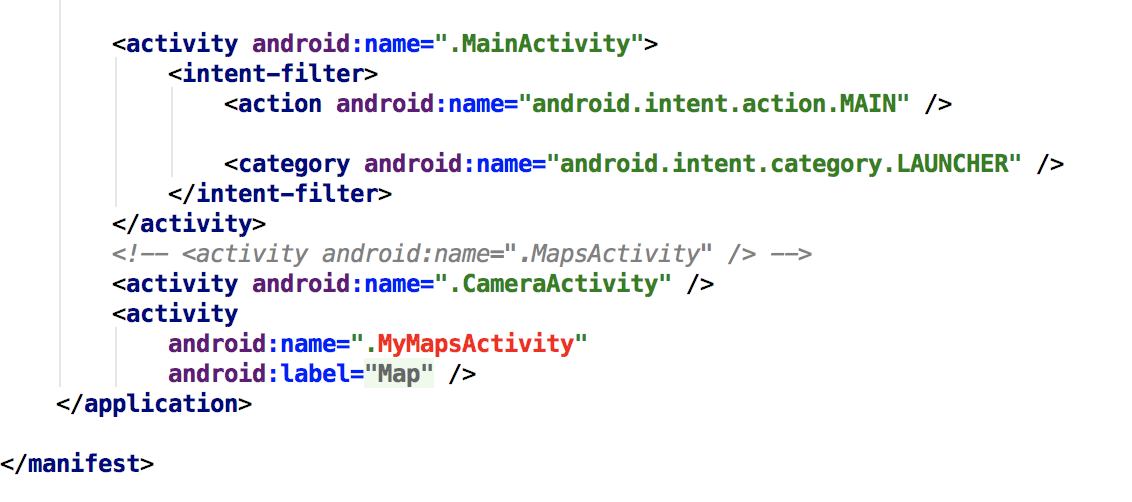 <activity android:name=".MainActivity">
<intent-filter>
<action android:name="android.intent.action.MAIN" />
<category android:name="android.intent.category.LAUNCHER" />
</intent-filter>
</activity>
<!-- <activity android:name=".MapsActivity" /> -->
<activity android:name=".CameraActivity" />
<activity
android:name=".MyMapsActivity"
android:label="Map" />
</application>
</manifest>